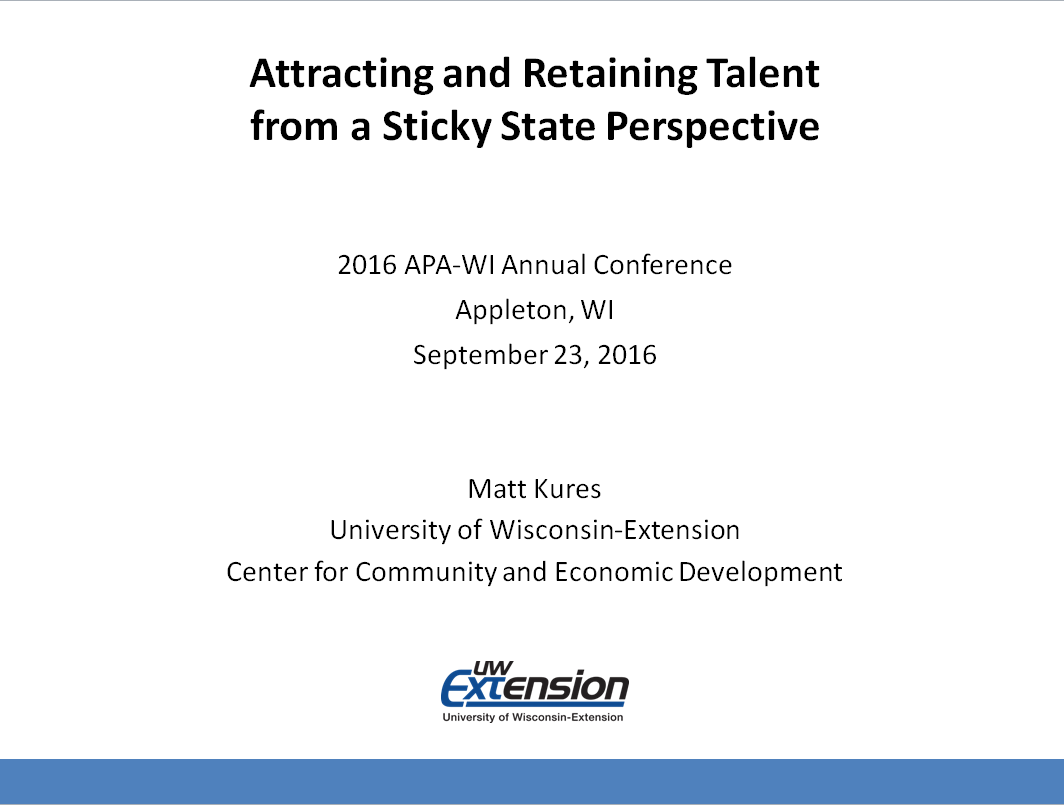 Attracting and Retaining Talent
from a Sticky State Perspective
2016 APA-WI Annual Conference
Appleton, WI
September 23, 2016
Matt Kures
University of Wisconsin-Extension
Center for Community and Economic Development
UW
Extension
University of Wisconsin-Extension